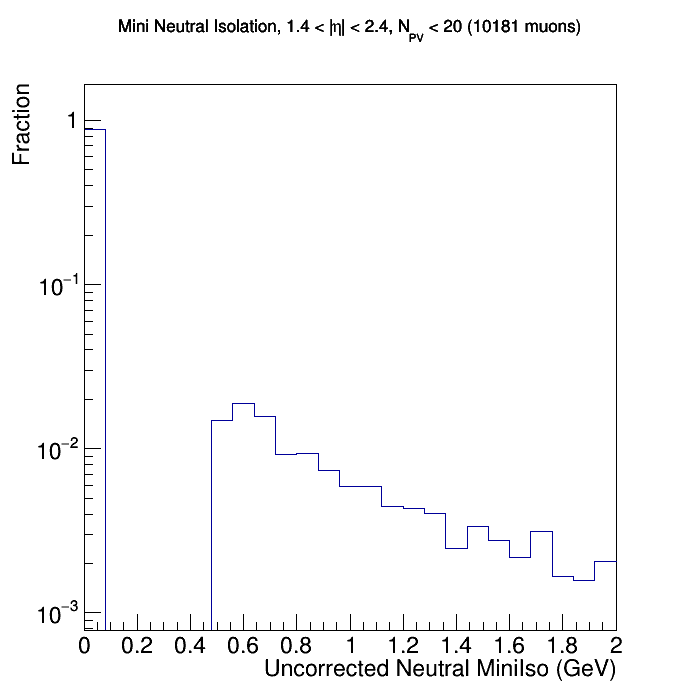 Mini Neutral Isolation, 1.4 < |η| < 2.4, N_PV < 20 (10181 muons)
Fraction
1
10^−1
10^−2
10^−3
0 0.2 0.4 0.6 0.8 1 1.2 1.4 1.6 1.8 2
Uncorrected Neutral MiniIso (GeV)